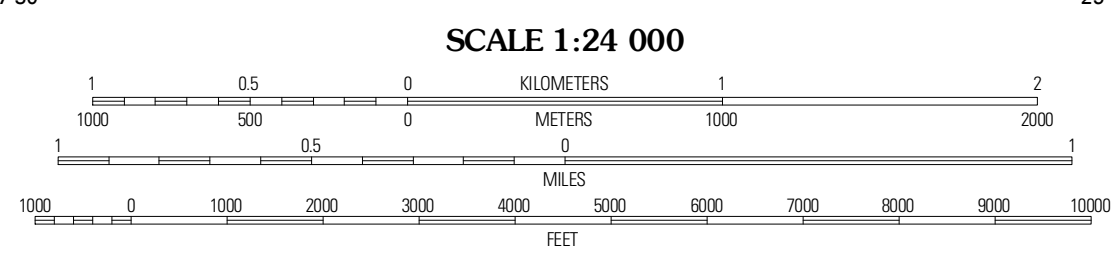 SCALE 1:24 000
1 0.5 0 KILOMETERS 1 2
1000 500 0 METERS 1000 2000
1 0.5 0 1
MILES
1000 0 1000 2000 3000 4000 5000 6000 7000 8000 9000 10000
FEET